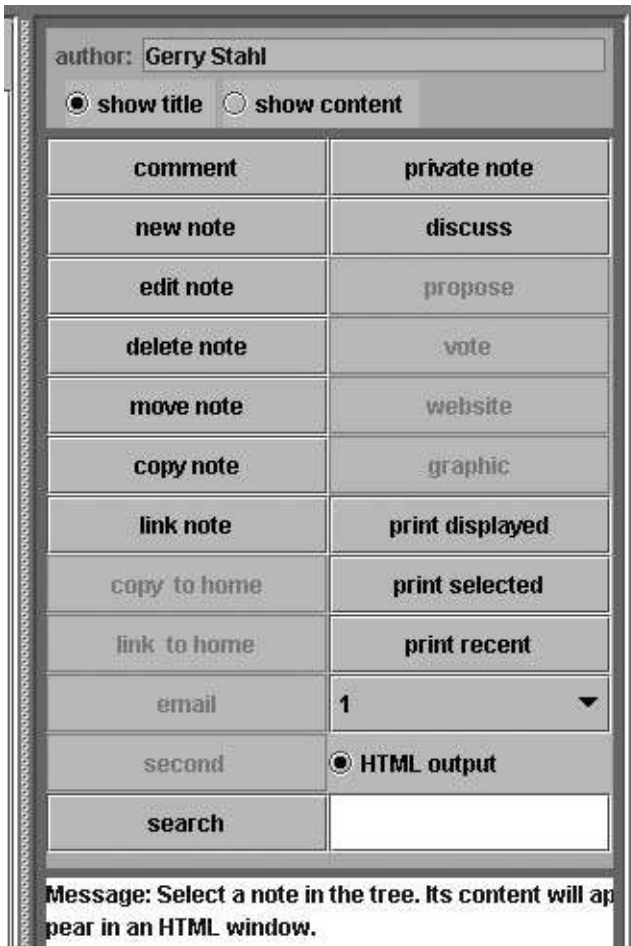 author: Gerry Stahl
show title show content
comment private note
new note discuss
edit note propose
delete note vote
move note website
copy note graphic
link note print displayed
copy to home print selected
link to home print recent
email 1
second HTML output
search
Message: Select a note in the tree. Its content will ap
pear in an HTML window.